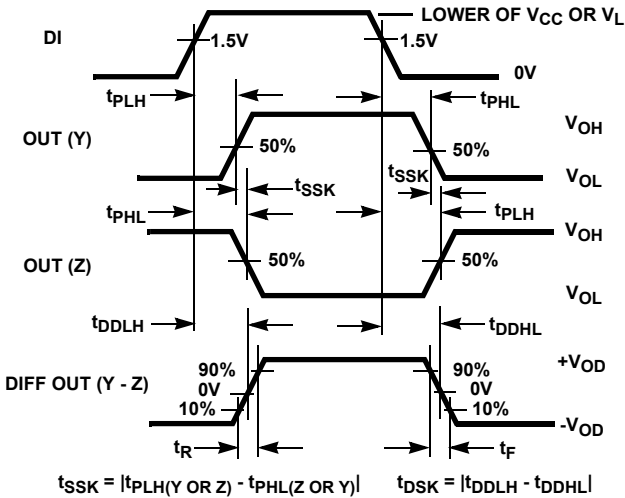 LOWER OF VCC OR VL
DI
1.5V
1.5V
0V
tPLH
tPHL
OUT (Y)
50%
50%
VOH
tSSK
tSSK
VOL
tPHL
tPLH
VOH
OUT (Z)
50%
50%
VOL
tDDLH
tDDHL
90%
90%
+VOD
DIFF OUT (Y - Z)
0V
0V
10%
10%
-VOD
tR
tF
tSSK = |tPLH(Y OR Z) - tPHL(Z OR Y)|
tDSK = |tDDLH - tDDHL|